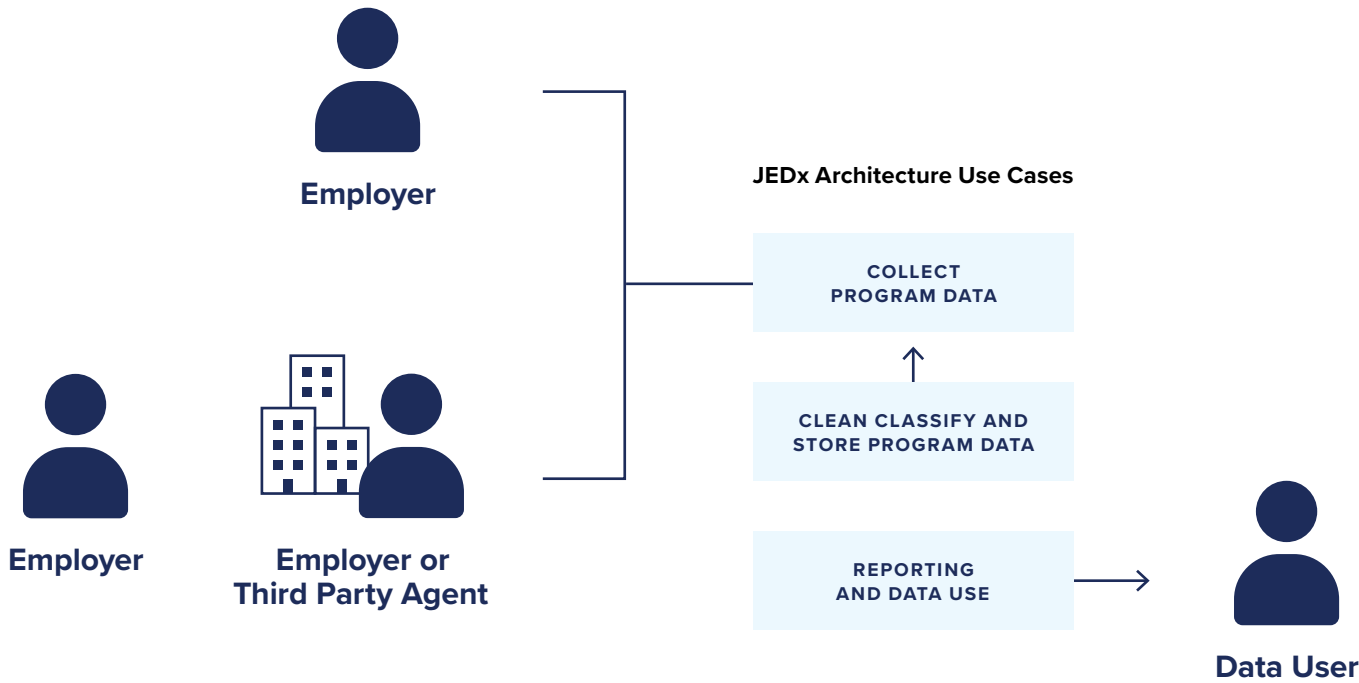 Employer
JEDx Architecture Use Cases
COLLECT
PROGRAM DATA
CLEAN CLASSIFY AND
STORE PROGRAM DATA
Employer
Employer or
Third Party Agent
REPORTING
AND DATA USE
Data User